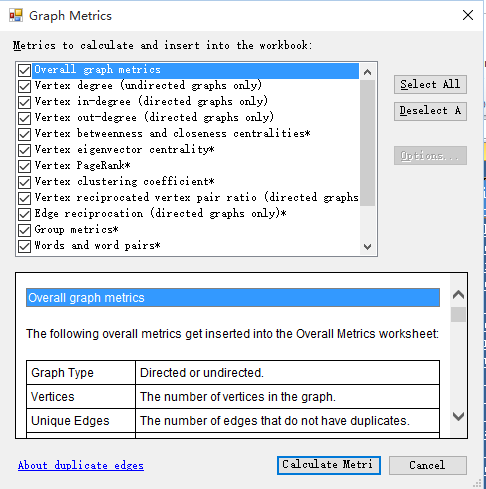 Graph Metrics
Metrics to calculate and insert into the workbook:
Overall graph metrics
Vertex degree (undirected graphs only)
Vertex in-degree (directed graphs only)
Vertex out-degree (directed graphs only)
Vertex betweenness and closeness centralities*
Vertex eigenvector centrality*
Vertex PageRank*
Vertex clustering coefficient*
Vertex reciprocated vertex pair ratio (directed graphs
Edge reciprocation (directed graphs only)*
Group metrics*
Words and word pairs*
Select All
Deselect A
Options...
Overall graph metrics
The following overall metrics get inserted into the Overall Metrics worksheet:
Graph Type Directed or undirected.
Vertices The number of vertices in the graph.
Unique Edges The number of edges that do not have duplicates.
About duplicate edges
Calculate Metri
Cancel